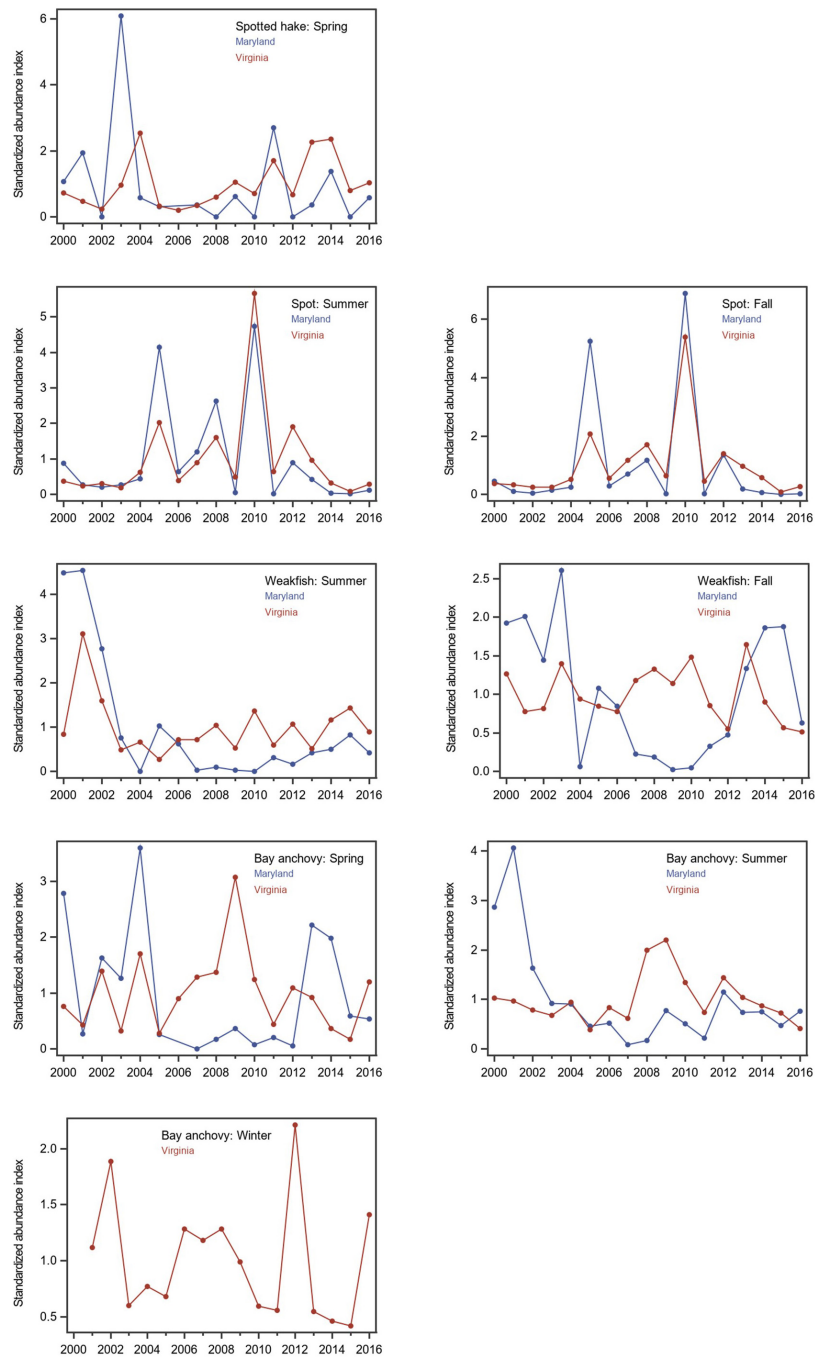 Spotted hake: Spring
Maryland
Virginia
Standardized abundance index
6
4
2
0
2000 2002 2004 2006 2008 2010 2012 2014 2016
Spot: Summer
Maryland
Virginia
Standardized abundance index
5
4
3
2
1
0
2000 2002 2004 2006 2008 2010 2012 2014 2016
Spot: Fall
Maryland
Virginia
Standardized abundance index
6
4
2
0
2000 2002 2004 2006 2008 2010 2012 2014 2016
Weakfish: Summer
Maryland
Virginia
Standardized abundance index
4
3
2
1
0
2000 2002 2004 2006 2008 2010 2012 2014 2016
Weakfish: Fall
Maryland
Virginia
Standardized abundance index
2.5
2.0
1.5
1.0
0.5
0.0
2000 2002 2004 2006 2008 2010 2012 2014 2016
Bay anchovy: Spring
Maryland
Virginia
Standardized abundance index
3
2
1
0
2000 2002 2004 2006 2008 2010 2012 2014 2016
Bay anchovy: Summer
Maryland
Virginia
Standardized abundance index
4
3
2
1
0
2000 2002 2004 2006 2008 2010 2012 2014 2016
Bay anchovy: Winter
Virginia
Standardized abundance index
2.0
1.5
1.0
0.5
2000 2002 2004 2006 2008 2010 2012 2014 2016